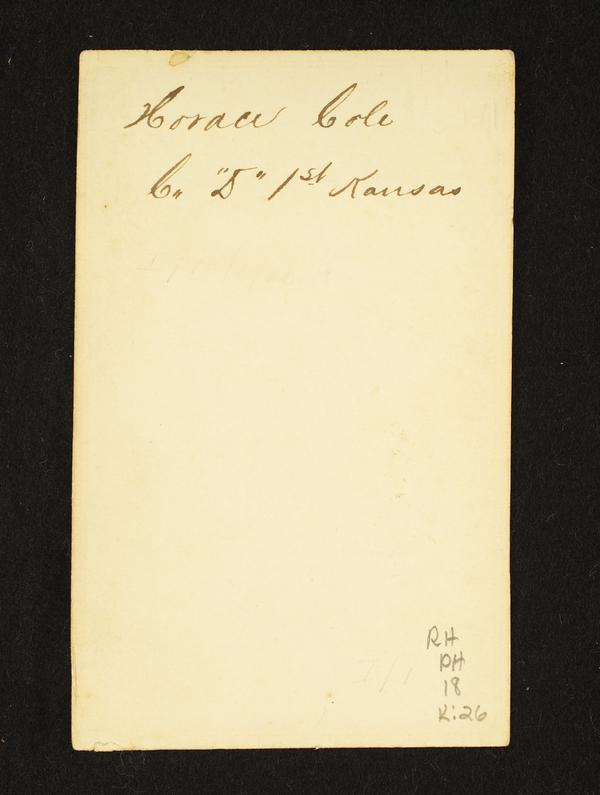 Horace Cole
Co "D" 1st Kansas
RH
PH
18
K:26